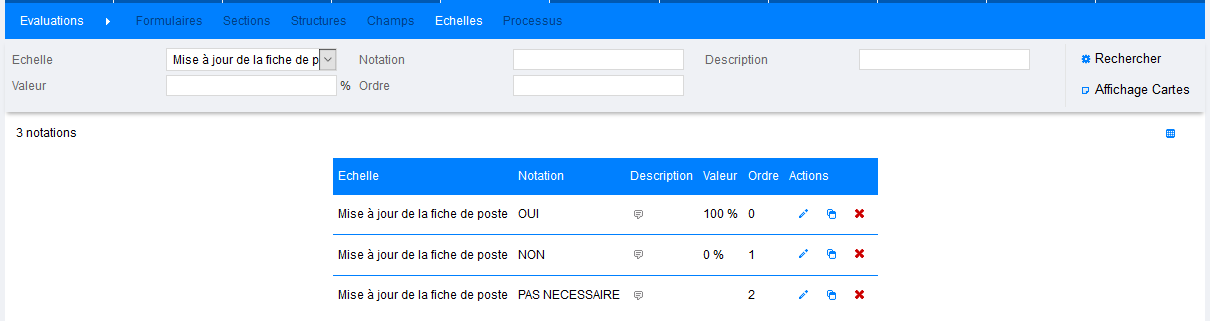 Evaluations Formulaires Sections Structures Champs Echelles Processus
Echelle Mise à jour de la fiche de p Notation Description Rechercher
Valeur % Ordre Affichage Cartes
3 notations
Echelle Notation Description Valeur Ordre Actions
Mise à jour de la fiche de poste OUI 100 % 0
Mise à jour de la fiche de poste NON 0 % 1
Mise à jour de la fiche de poste PAS NECESSAIRE 2